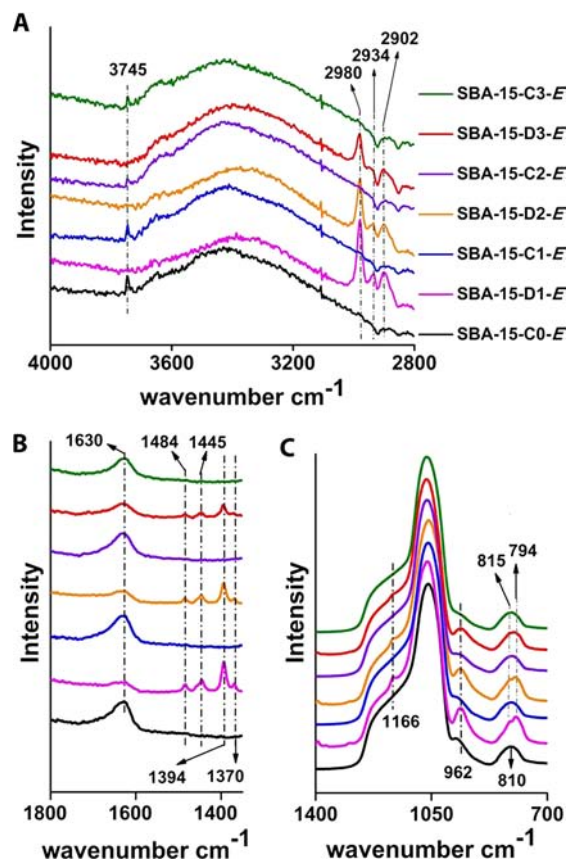 A
3745
2980
2934
2902
SBA-15-C3-E
SBA-15-D3-E
SBA-15-C2-E
SBA-15-D2-E
SBA-15-C1-E
SBA-15-D1-E
SBA-15-C0-E
Intensity
4000 3600 3200 2800
wavenumber cm-1
B
1630 1484 1445
Intensity
1394 1370
1800 1600 1400
wavenumber cm-1
C
815 794
Intensity
1166 962 810
1400 1050 700
wavenumber cm-1